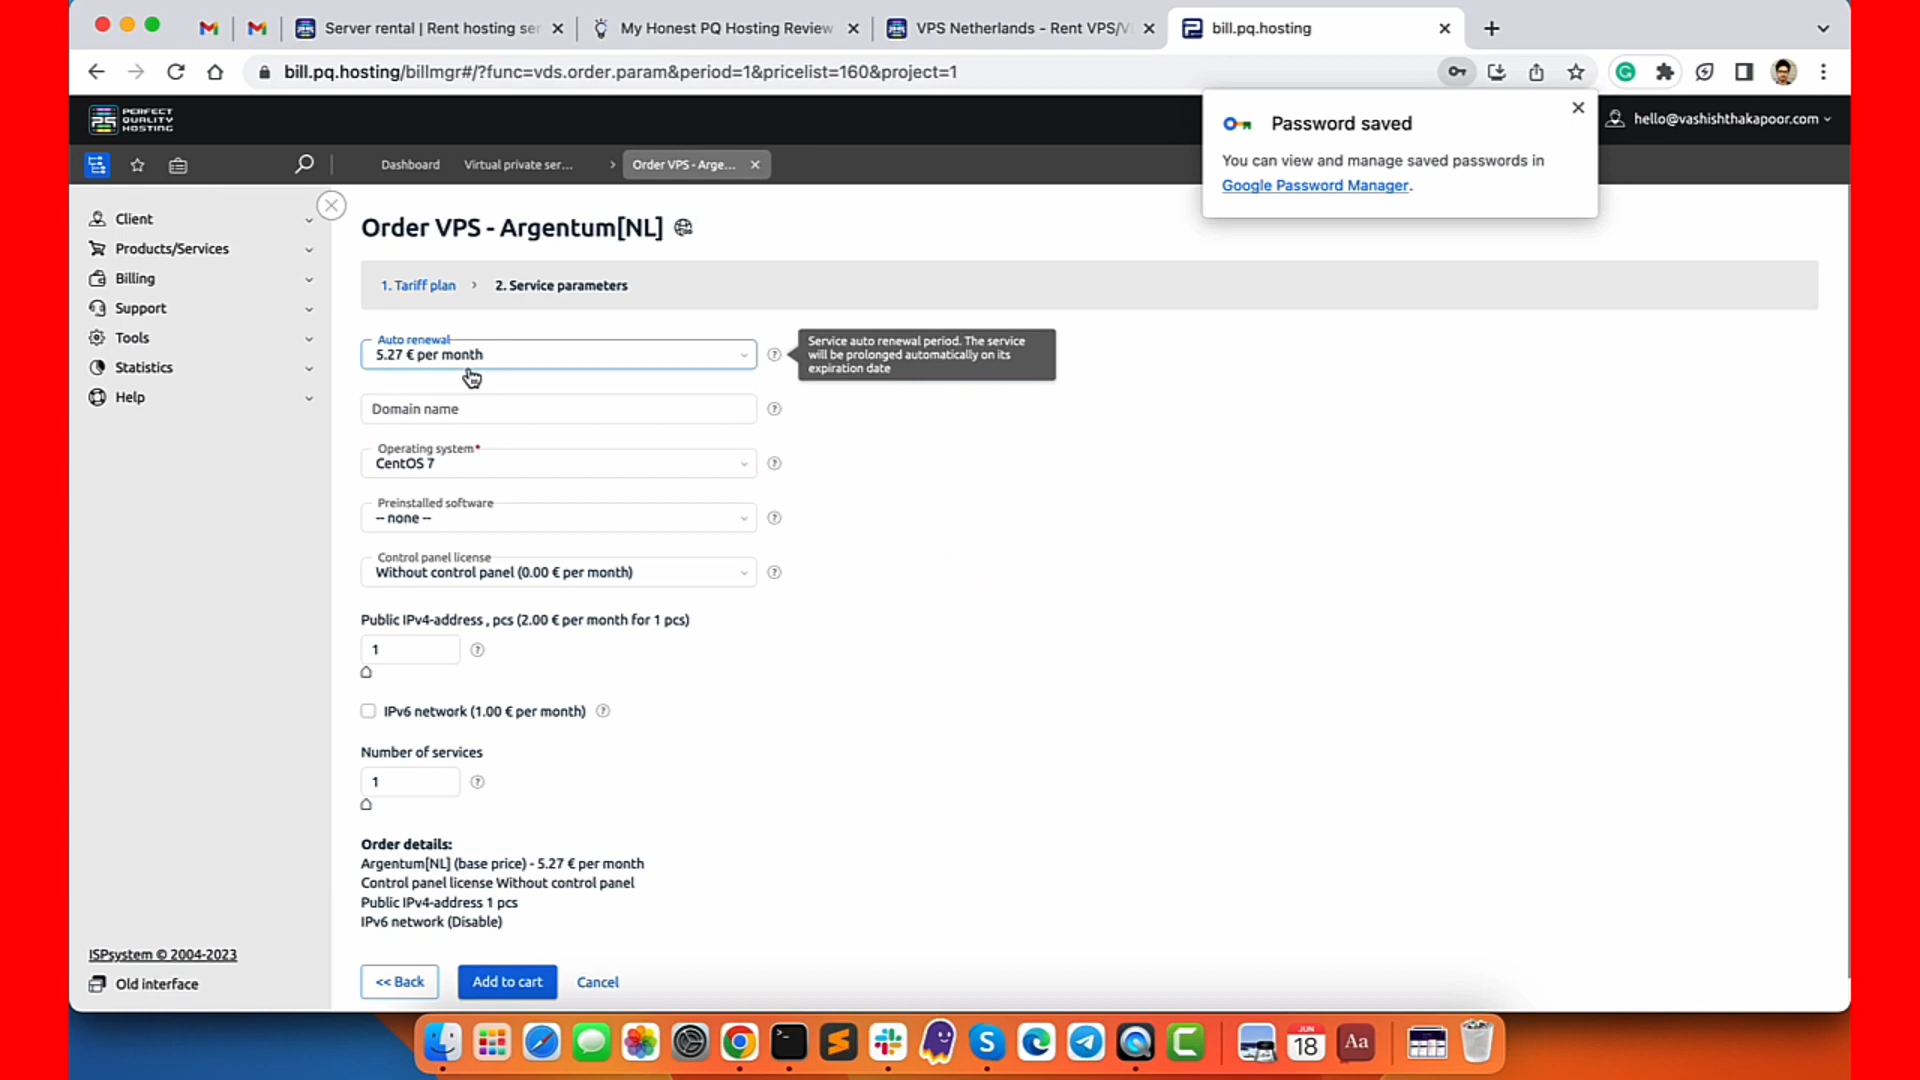 Server rental | Rent hosting ser
My Honest PQ Hosting Review
VPS Netherlands - Rent VPS/V
bill.pq.hosting
bill.pq.hosting/billmgr#/?func=vds.order.param&period=1&pricelist=160&project=1
PERFECT
QUALITY
HOSTING
hello@vashishthakapoor.com
Password saved
You can view and manage saved passwords in
Google Password Manager.
Dashboard
Virtual private ser...
Order VPS - Arge...
Client
Products/Services
Billing
Support
Tools
Statistics
Help
Order VPS - Argentum[NL]
1. Tariff plan
2. Service parameters
Auto renewal
5.27 € per month
Service auto renewal period. The service
will be prolonged automatically on its
expiration date
Domain name
Operating system*
CentOS 7
Preinstalled software
-- none --
Control panel license
Without control panel (0.00 € per month)
Public IPv4-address , pcs (2.00 € per month for 1 pcs)
1
IPv6 network (1.00 € per month)
Number of services
1
Order details:
Argentum[NL] (base price) - 5.27 € per month
Control panel license Without control panel
Public IPv4-address 1 pcs
IPv6 network (Disable)
ISPsystem © 2004-2023
Old interface
<< Back
Add to cart
Cancel
JUN
18
Aa